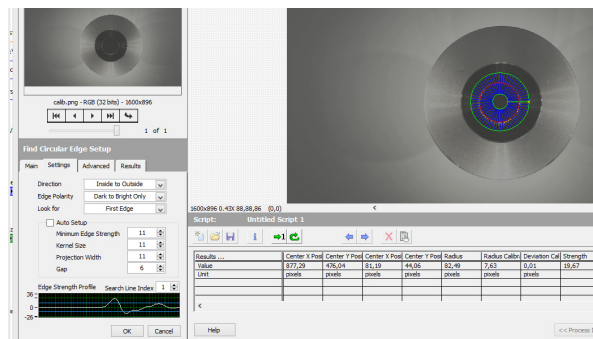 calib.png - RGB (32 bits) - 1600x896
1 of 1
Find Circular Edge Setup
Main Settings Advanced Results
Direction Inside to Outside
Edge Polarity Dark to Bright Only
Look for First Edge
Auto Setup
Minimum Edge Strength 11
Kernel Size 11
Projection Width 11
Gap 6
Edge Strength Profile Search Line Index 1
36
0
-26
OK Cancel
1600x896 0.43X 88,88,86 (0,0)
Script: Untitled Script 1
Results ... Center X Posi Center Y Posi Center X Posi Center Y Posi Radius Radius Calibr Deviation Cal Strength
Value 877,29 476,04 81,19 44,06 82,49 7,63 0,01 19,67
Unit pixels pixels pixels pixels pixels pixels pixels pixels
Help << Process